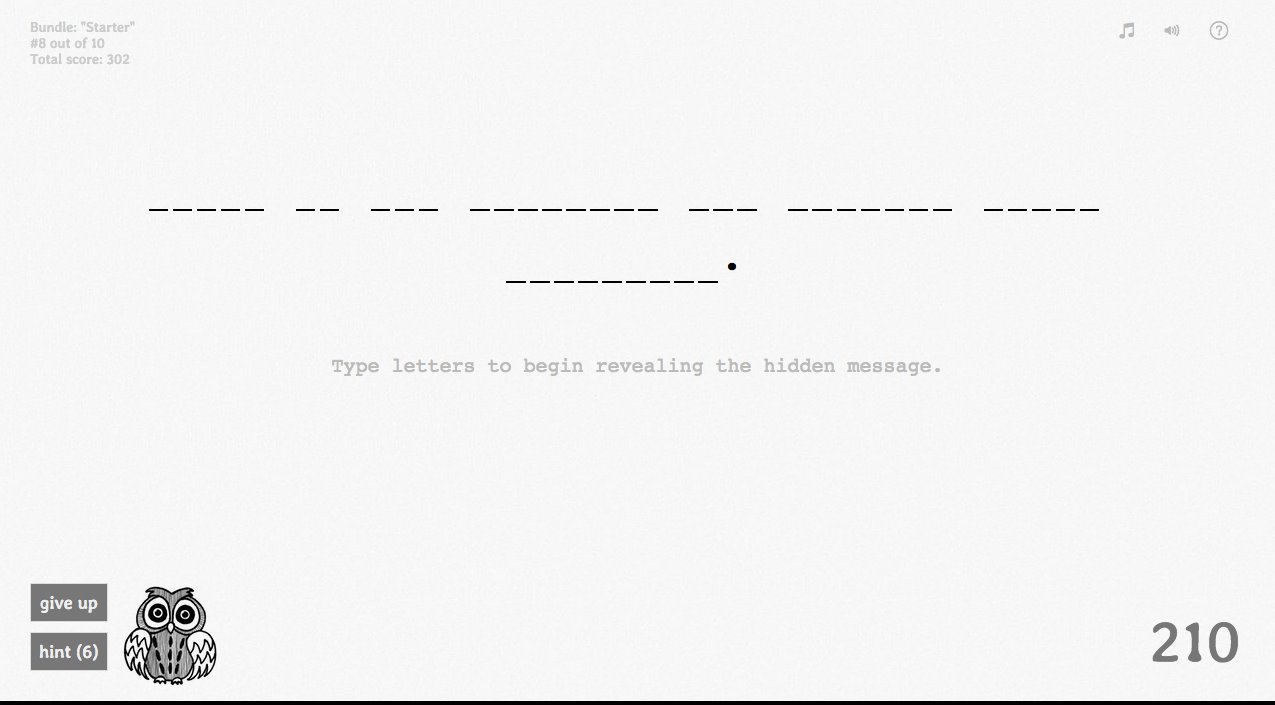 Bundle: "Starter"
#8 out of 10
Total score: 302
_____ __ ___ ________ ___ _______ _____
_________.
Type letters to begin revealing the hidden message.
give up
hint (6)
210